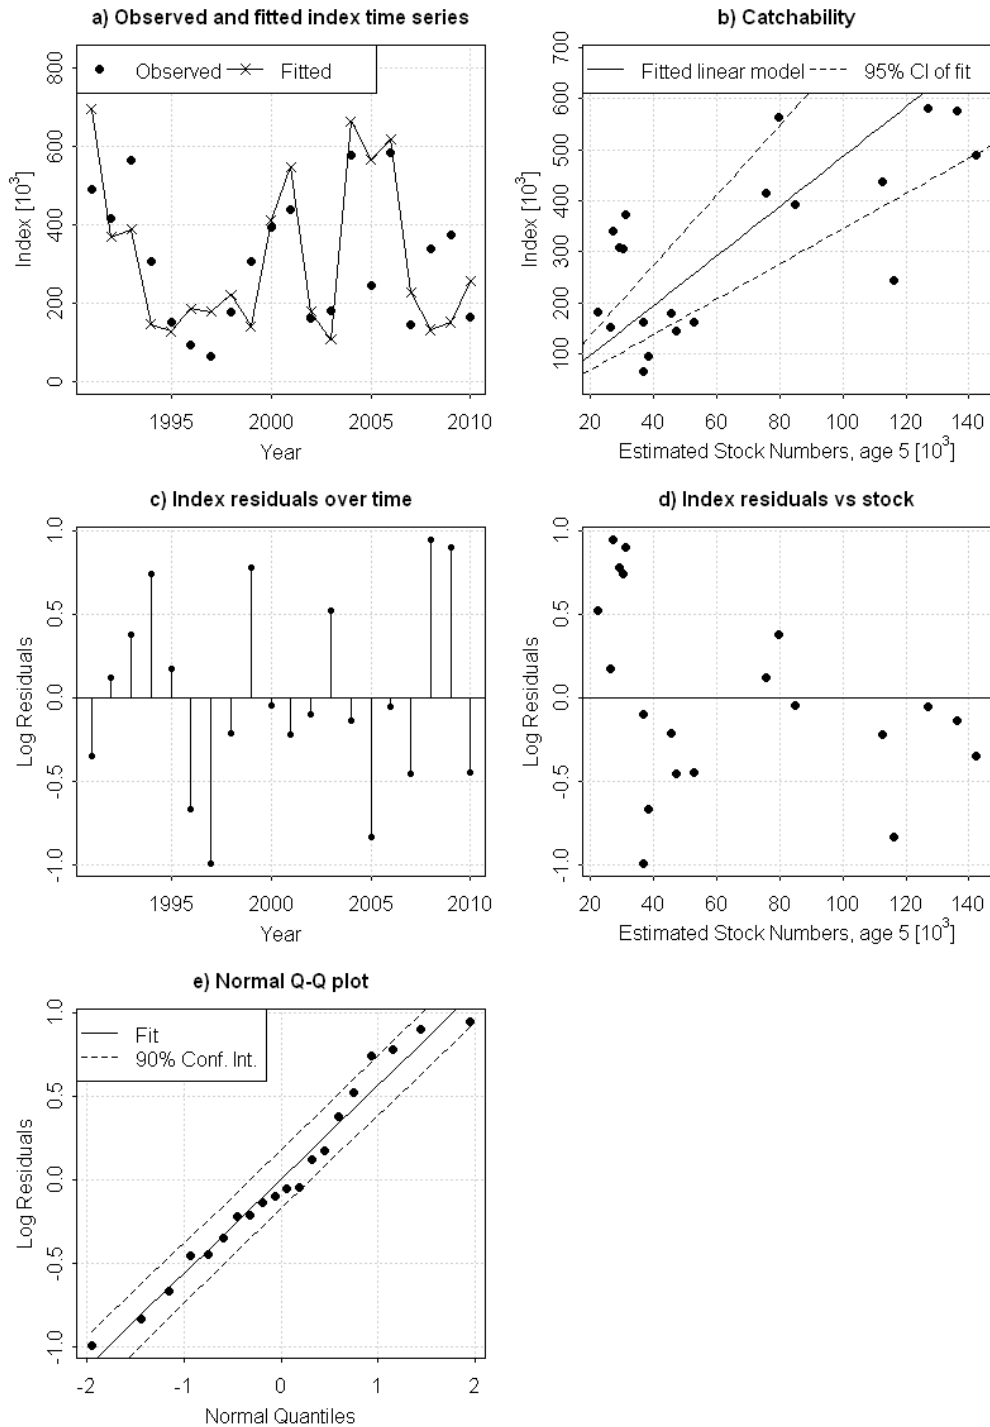 a) Observed and fitted index time series
Observed
Fitted
Index [10³]
0
200
400
600
800
1995
2000
2005
2010
Year
b) Catchability
Fitted linear model
95% CI of fit
Index [10³]
100
200
300
400
500
600
700
20
40
60
80
100
120
140
Estimated Stock Numbers, age 5 [10³]
c) Index residuals over time
Log Residuals
-1.0
-0.5
0.0
0.5
1.0
1995
2000
2005
2010
Year
d) Index residuals vs stock
Log Residuals
-1.0
-0.5
0.0
0.5
1.0
20
40
60
80
100
120
140
Estimated Stock Numbers, age 5 [10³]
e) Normal Q-Q plot
Fit
90% Conf. Int.
Log Residuals
-1.0
-0.5
0.0
0.5
1.0
-2
-1
0
1
2
Normal Quantiles